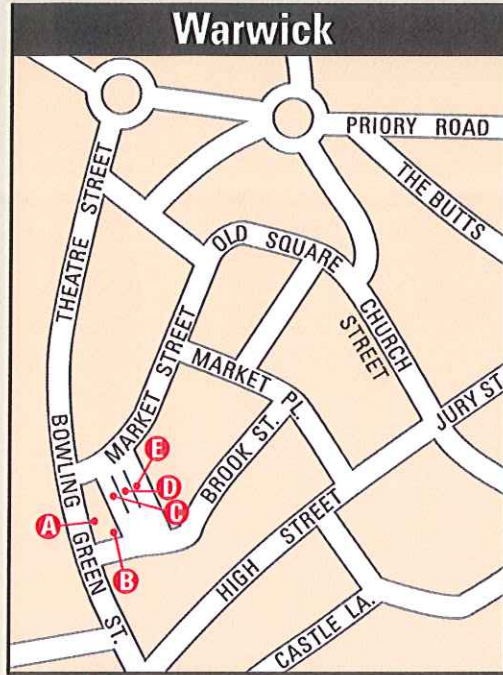 Warwick
PRIORY ROAD
THE BUTTS
THEATRE STREET
OLD SQUARE
CHURCH
STREET
MARKET STREET
MARKET PL.
JURY ST.
BROOK ST.
BOWLING GREEN ST.
E
D
C
A
B
HIGH STREET
CASTLE LA.